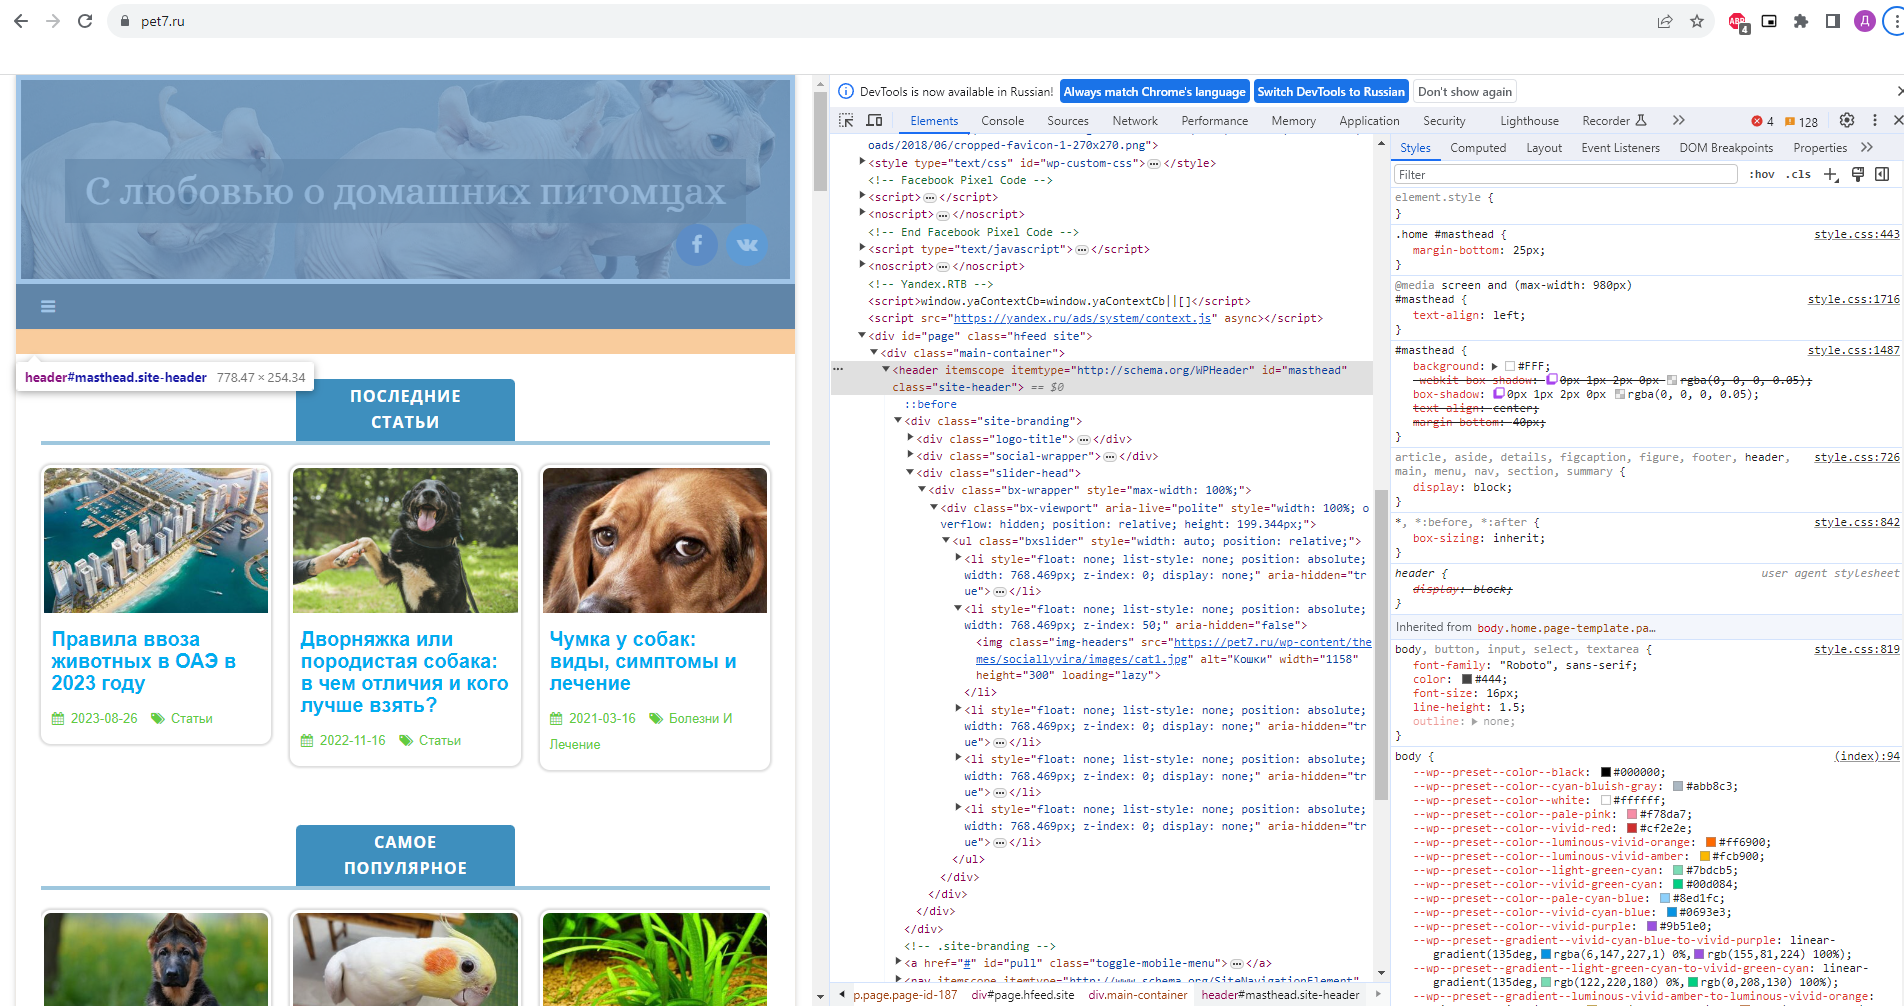 pet7.ru
4
Д
С любовью о домашних питомцах
header#masthead.site-header 778.47 × 254.34
ПОСЛЕДНИЕ
СТАТЬИ
Правила ввоза
животных в ОАЭ в
2023 году
2023-08-26 Статьи
Дворняжка или
породистая собака:
в чем отличия и кого
лучше взять?
2022-11-16 Статьи
Чумка у собак:
виды, симптомы и
лечение
2021-03-16 Болезни И
Лечение
САМОЕ
ПОПУЛЯРНОЕ
DevTools is now available in Russian! Always match Chrome's language Switch DevTools to Russian Don't show again
Elements Console Sources Network Performance Memory Application Security Lighthouse Recorder 4 128
oads/2018/06/cropped-favicon-1-270x270.png">
<style type="text/css" id="wp-custom-css">…</style>
<!-- Facebook Pixel Code -->
<script>…</script>
<noscript>…</noscript>
<!-- End Facebook Pixel Code -->
<script type="text/javascript">…</script>
<noscript>…</noscript>
<!-- Yandex.RTB -->
<script>window.yaContextCb=window.yaContextCb||[]</script>
<script src="https://yandex.ru/ads/system/context.js" async></script>
<div id="page" class="hfeed site">
<div class="main-container">
<header itemscope itemtype="http://schema.org/WPHeader" id="masthead"
class="site-header"> == $0
::before
<div class="site-branding">
<div class="logo-title">…</div>
<div class="social-wrapper">…</div>
<div class="slider-head">
<div class="bx-wrapper" style="max-width: 100%;">
<div class="bx-viewport" aria-live="polite" style="width: 100%; o
verflow: hidden; position: relative; height: 199.344px;">
<ul class="bxslider" style="width: auto; position: relative;">
<li style="float: none; list-style: none; position: absolute;
width: 768.469px; z-index: 0; display: none;" aria-hidden="tr
ue">…</li>
<li style="float: none; list-style: none; position: absolute;
width: 768.469px; z-index: 50;" aria-hidden="false">
<img class="img-headers" src="https://pet7.ru/wp-content/the
mes/sociallyvira/images/cat1.jpg" alt="Кошки" width="1158"
height="300" loading="lazy">
</li>
<li style="float: none; list-style: none; position: absolute;
width: 768.469px; z-index: 0; display: none;" aria-hidden="tr
ue">…</li>
<li style="float: none; list-style: none; position: absolute;
width: 768.469px; z-index: 0; display: none;" aria-hidden="tr
ue">…</li>
<li style="float: none; list-style: none; position: absolute;
width: 768.469px; z-index: 0; display: none;" aria-hidden="tr
ue">…</li>
</ul>
</div>
</div>
</div>
</div>
<!-- .site-branding -->
<a href="#" id="pull" class="toggle-mobile-menu">…</a>
<nav itemscope itemtype="http://www.schema.org/SiteNavigationElement"
p.page.page-id-187 div#page.hfeed.site div.main-container header#masthead.site-header
Styles Computed Layout Event Listeners DOM Breakpoints Properties
Filter :hov .cls
element.style {
}
.home #masthead { style.css:443
margin-bottom: 25px;
}
@media screen and (max-width: 980px)
#masthead { style.css:1716
text-align: left;
}
#masthead { style.css:1487
background: #FFF;
-webkit-box-shadow: 0px 1px 2px 0px rgba(0, 0, 0, 0.05);
box-shadow: 0px 1px 2px 0px rgba(0, 0, 0, 0.05);
text-align: center;
margin-bottom: 40px;
}
article, aside, details, figcaption, figure, footer, header, style.css:726
main, menu, nav, section, summary {
display: block;
}
*, *:before, *:after { style.css:842
box-sizing: inherit;
}
header { user agent stylesheet
display: block;
}
Inherited from body.home.page-template.pa…
body, button, input, select, textarea { style.css:819
font-family: "Roboto", sans-serif;
color: #444;
font-size: 16px;
line-height: 1.5;
outline: none;
}
body { (index):94
--wp--preset--color--black: #000000;
--wp--preset--color--cyan-bluish-gray: #abb8c3;
--wp--preset--color--white: #ffffff;
--wp--preset--color--pale-pink: #f78da7;
--wp--preset--color--vivid-red: #cf2e2e;
--wp--preset--color--luminous-vivid-orange: #ff6900;
--wp--preset--color--luminous-vivid-amber: #fcb900;
--wp--preset--color--light-green-cyan: #7bdcb5;
--wp--preset--color--vivid-green-cyan: #00d084;
--wp--preset--color--pale-cyan-blue: #8ed1fc;
--wp--preset--color--vivid-cyan-blue: #0693e3;
--wp--preset--color--vivid-purple: #9b51e0;
--wp--preset--gradient--vivid-cyan-blue-to-vivid-purple: linear-
gradient(135deg, rgba(6,147,227,1) 0%, rgb(155,81,224) 100%);
--wp--preset--gradient--light-green-cyan-to-vivid-green-cyan: linear-
gradient(135deg, rgb(122,220,180) 0%, rgb(0,208,130) 100%);
--wp--preset--gradient--luminous-vivid-amber-to-luminous-vivid-orange: